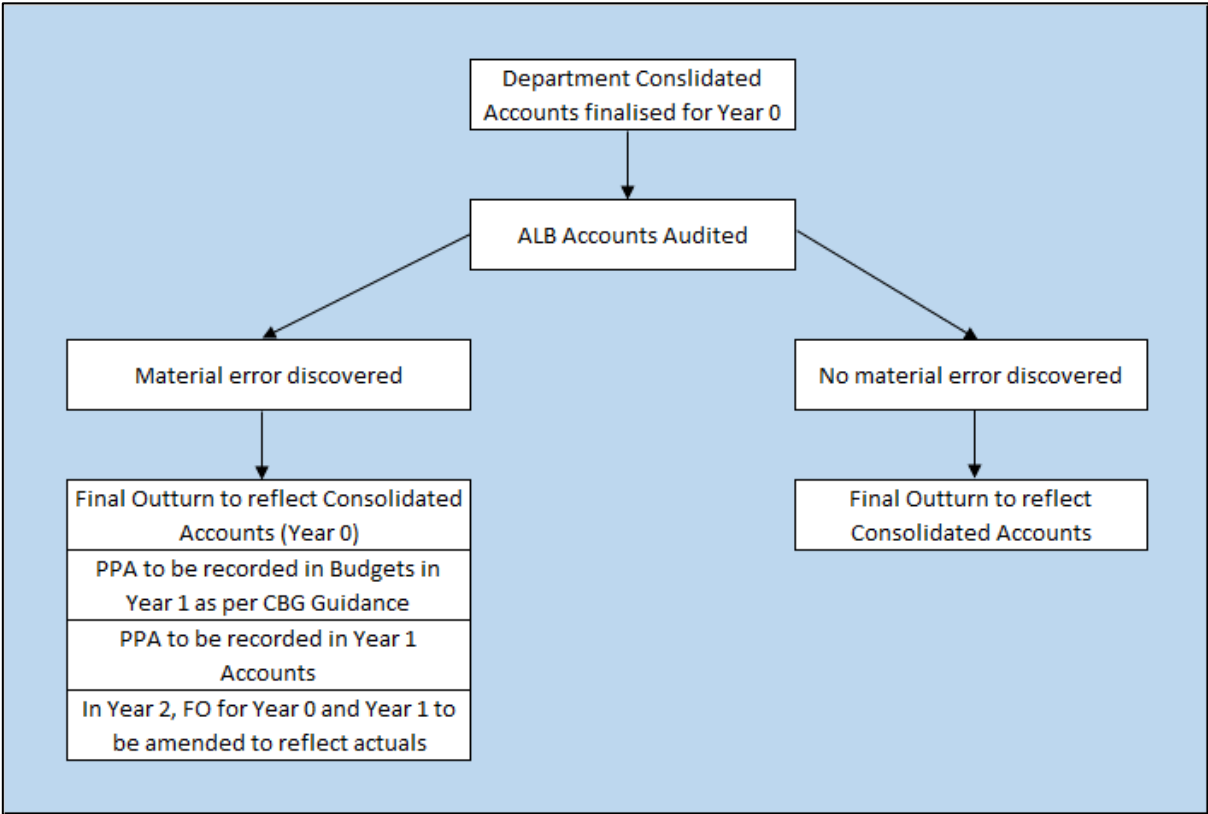 Department Conslidated
Accounts finalised for Year 0
ALB Accounts Audited
Material error discovered
No material error discovered
Final Outturn to reflect Consolidated
Accounts (Year 0)
PPA to be recorded in Budgets in
Year 1 as per CBG Guidance
PPA to be recorded in Year 1
Accounts
In Year 2, FO for Year 0 and Year 1 to
be amended to reflect actuals
Final Outturn to reflect
Consolidated Accounts